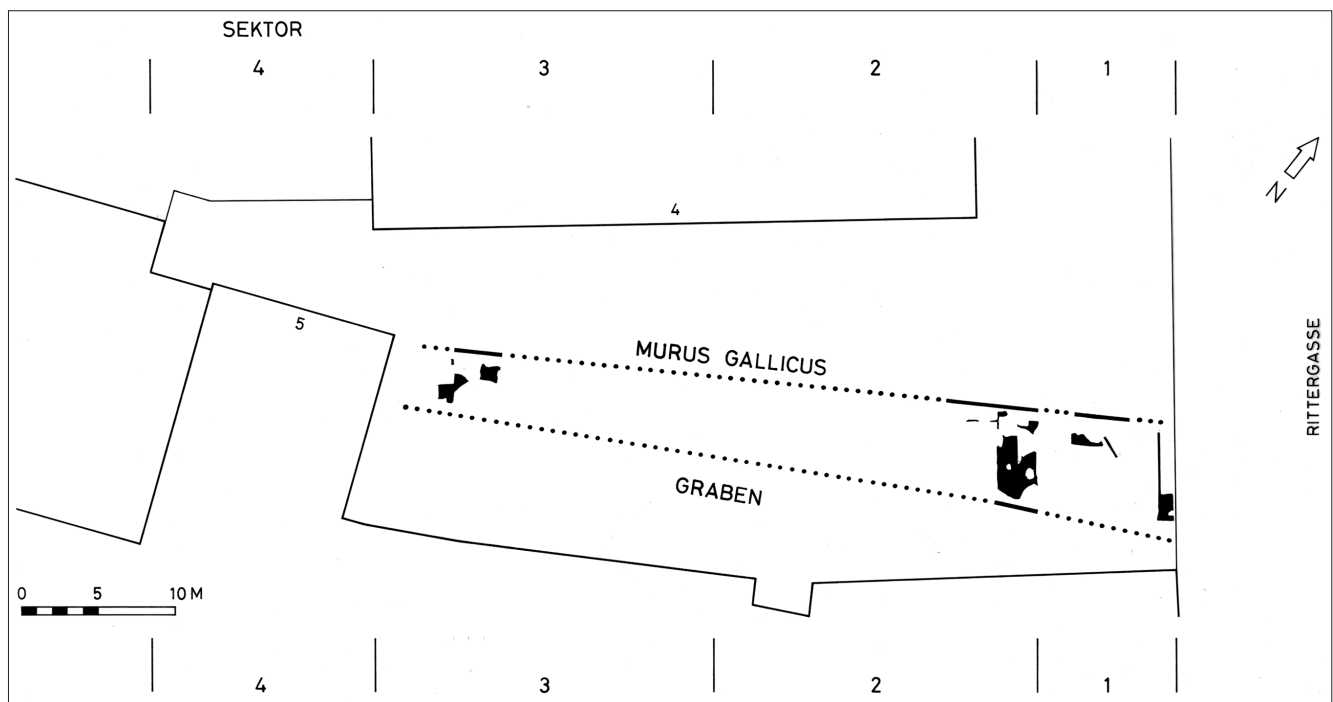 SEKTOR
4 3 2 1
N
4
5
RITTERGASSE
MURUS GALLICUS
GRABEN
0 5 10 M
4 3 2 1